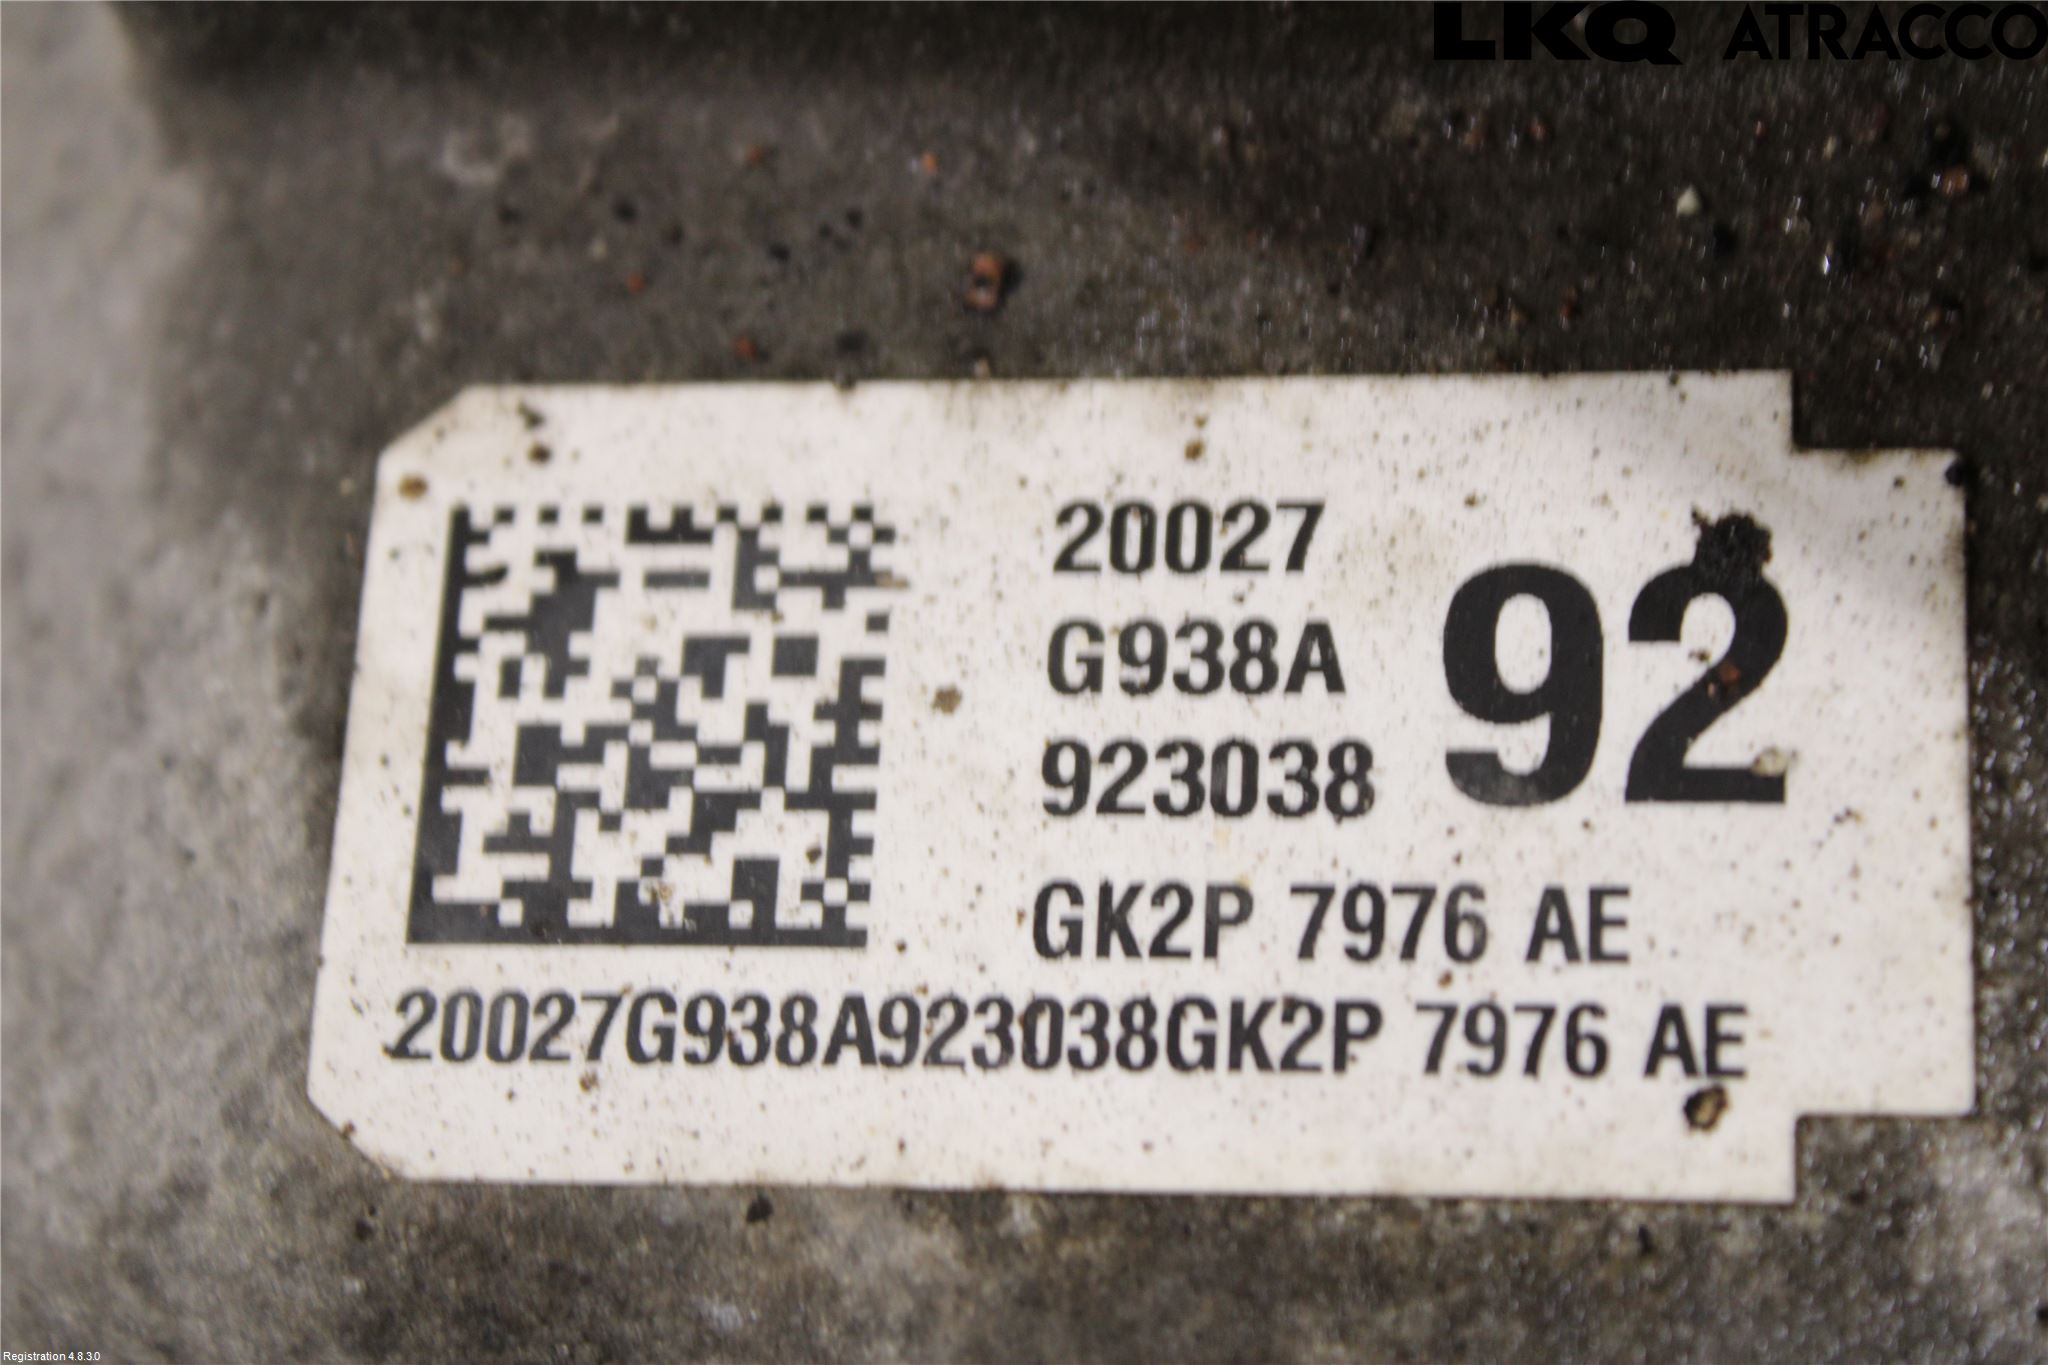 LKQ ATRACCO
20027
G938A
923038
92
GK2P 7976 AE
20027G938A923038GK2P 7976 AE
Registration 4.8.3.0